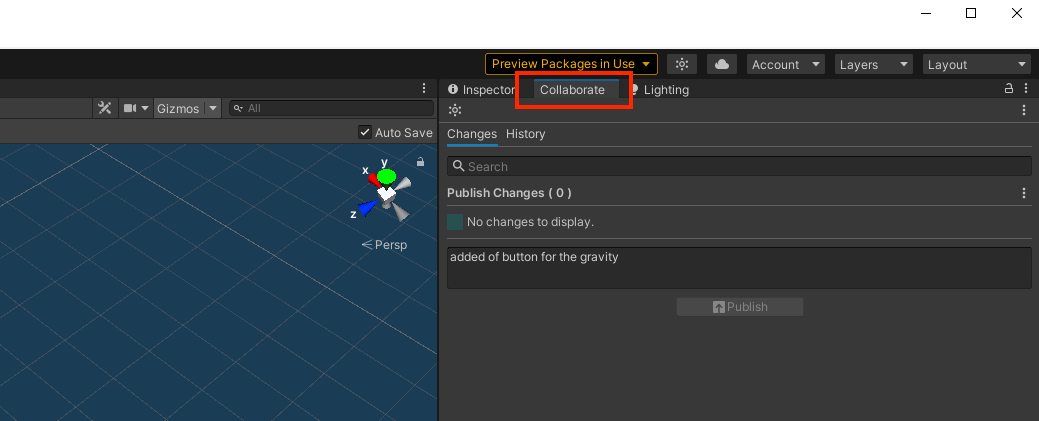 Preview Packages in Use
Account
Layers
Layout
Inspector
Collaborate
Lighting
Gizmos
All
Auto Save
Changes
History
Search
Publish Changes ( 0 )
No changes to display.
added of button for the gravity
Publish
y
x
z
Persp